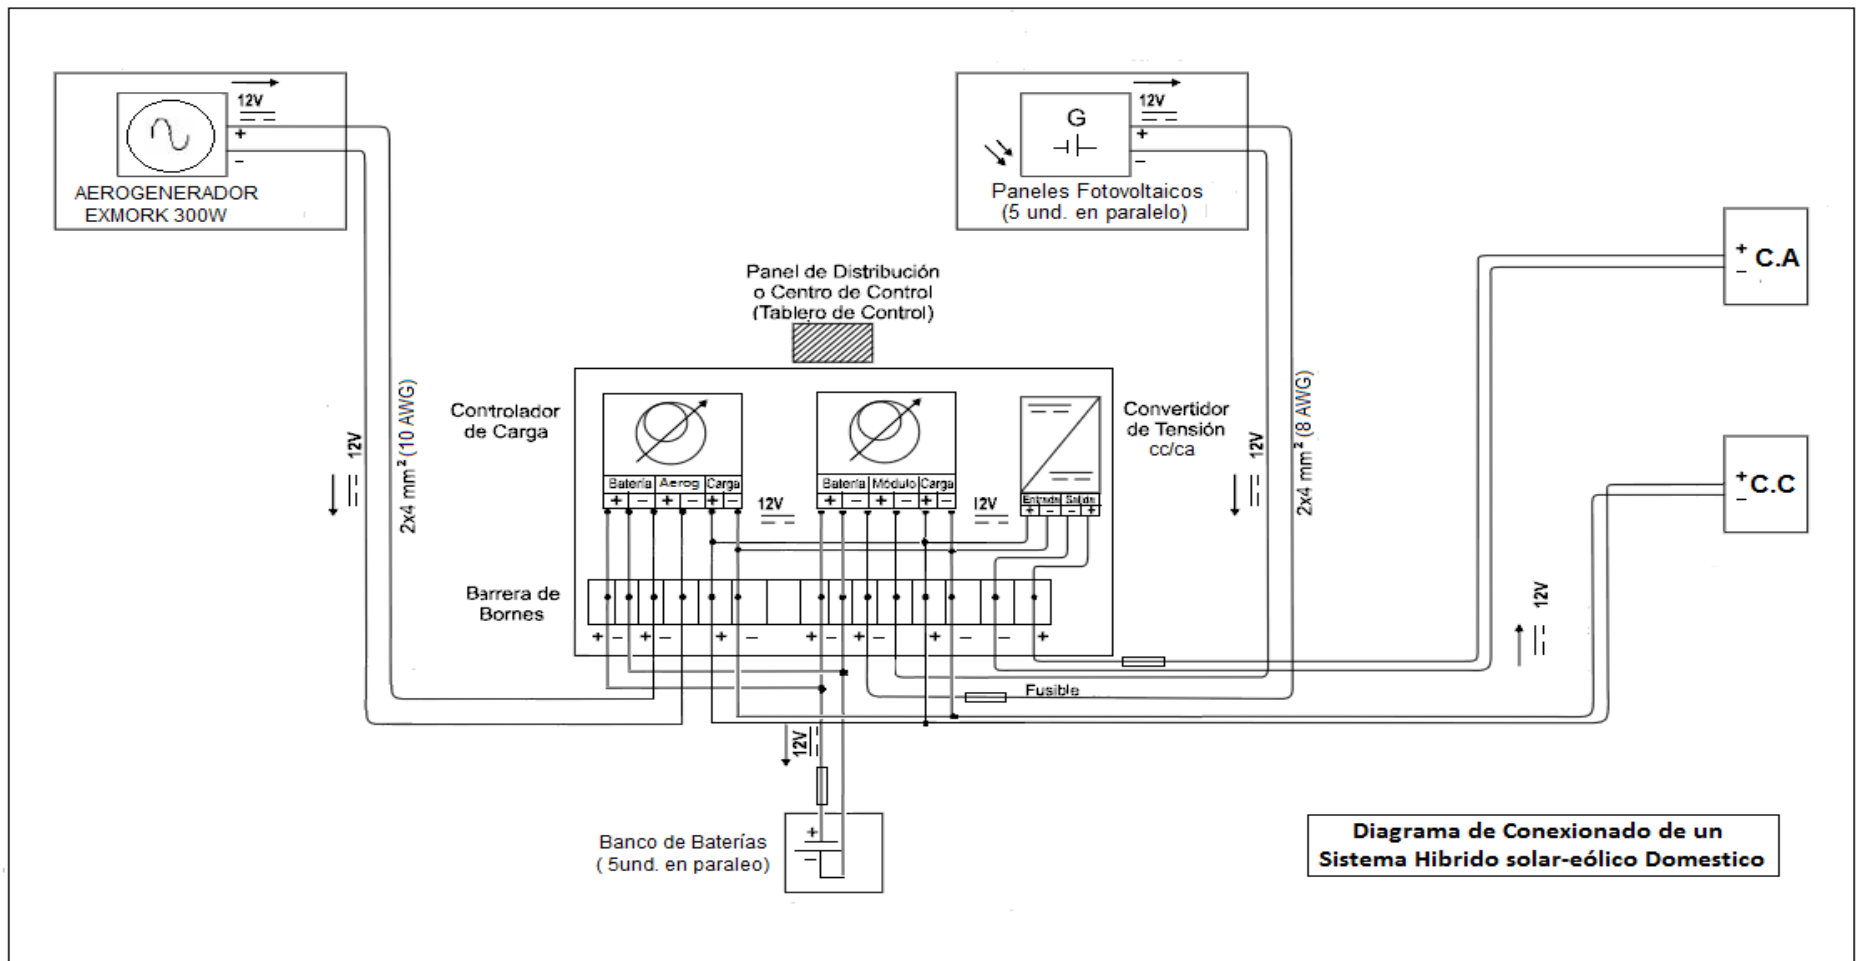 12V
+
−
AEROGENERADOR
EXMORK 300W
12V
G
+
−
Paneles Fotovoltaicos
(5 und. en paralelo)
+
− C.A
Panel de Distribución
o Centro de Control
(Tablero de Control)
Controlador
de Carga
Convertidor
de Tensión
cc/ca
12V
2x4 mm² (10 AWG)
12V
2x4 mm² (8 AWG)
Batería Aerog Carga
+ − + − + −
12V
Batería Módulo Carga
+ − + − + −
12V
Entrada Salida
+ − − +
+
− C.C
Barrera de
Bornes
+ − + − + − + − + − + − − +
12V
Fusible
12V
Banco de Baterías
( 5und. en paraleo)
+
−
Diagrama de Conexionado de un
Sistema Hibrido solar-eólico Domestico